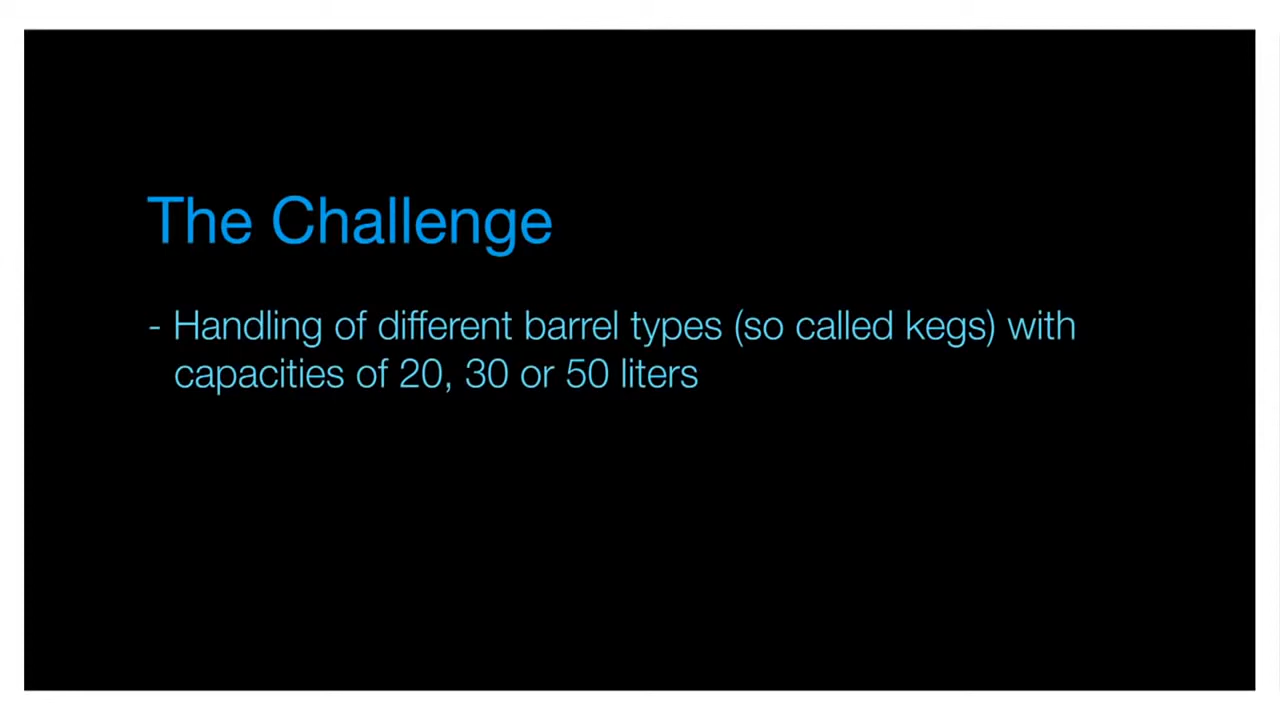 The Challenge
- Handling of different barrel types (so called kegs) with
capacities of 20, 30 or 50 liters